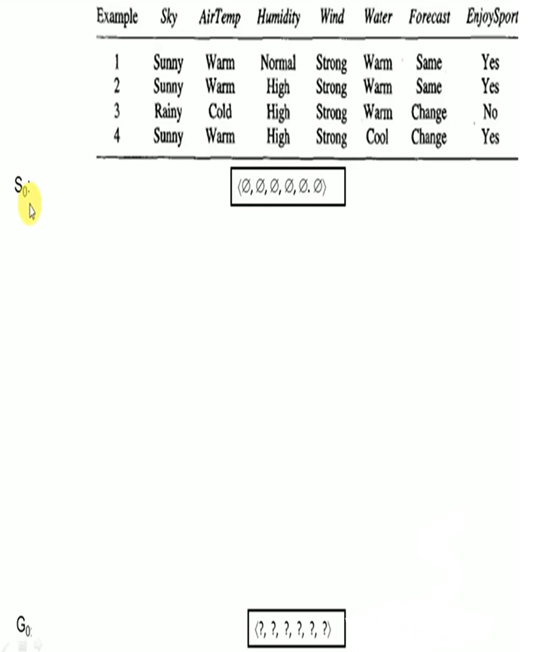 Example Sky AirTemp Humidity Wind Water Forecast EnjoySport
1 Sunny Warm Normal Strong Warm Same Yes
2 Sunny Warm High Strong Warm Same Yes
3 Rainy Cold High Strong Warm Change No
4 Sunny Warm High Strong Cool Change Yes
S0: ⟨∅, ∅, ∅, ∅, ∅. ∅⟩
G0: ⟨?, ?, ?, ?, ?, ?⟩